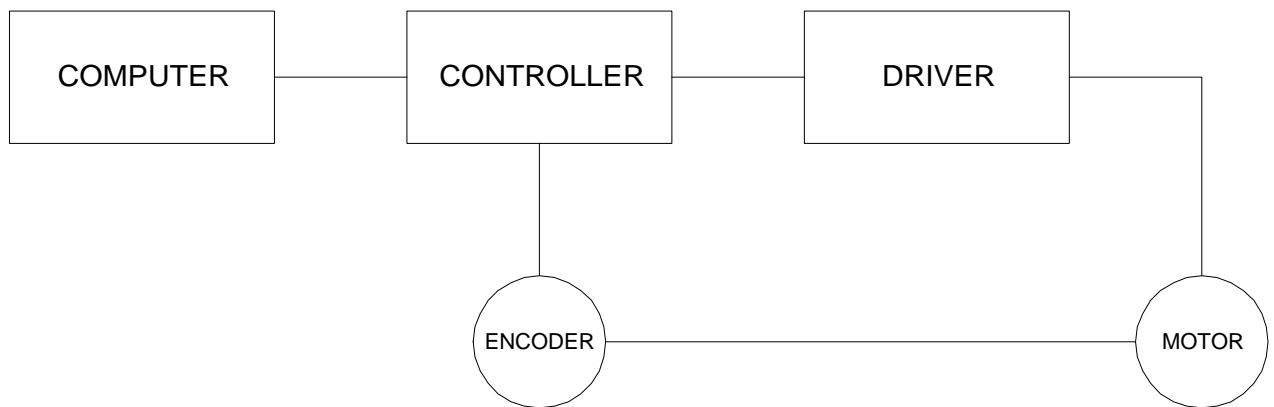 COMPUTER
CONTROLLER
DRIVER
ENCODER
MOTOR